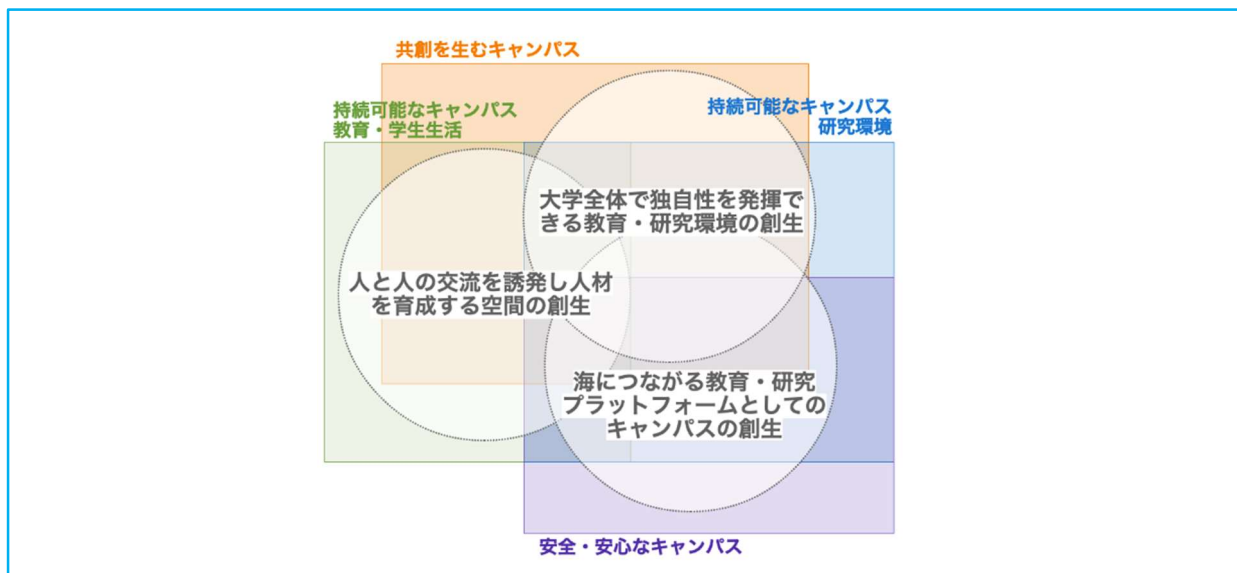 共創を生むキャンパス
持続可能なキャンパス
教育・学生生活
持続可能なキャンパス
研究環境
大学全体で独自性を発揮で
きる教育・研究環境の創生
人と人の交流を誘発し人材
を育成する空間の創生
海につながる教育・研究
プラットフォームとしての
キャンパスの創生
安全・安心なキャンパス